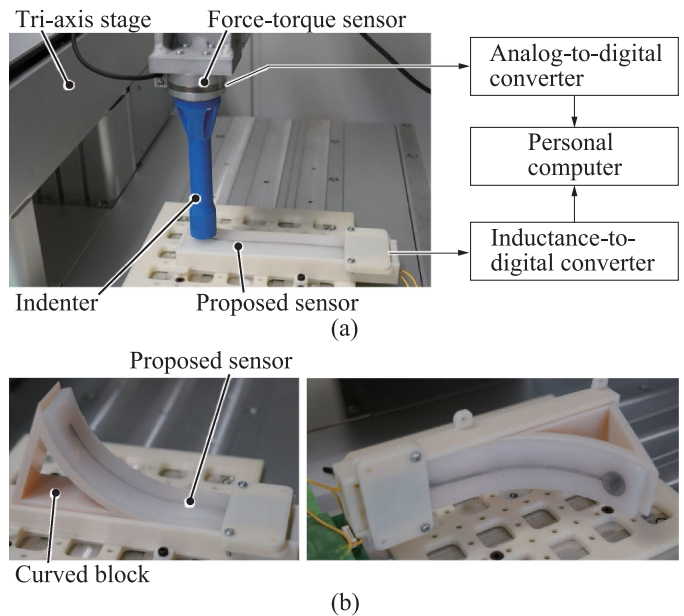 Tri-axis stage
Force-torque sensor
Analog-to-digital
converter
Personal
computer
Inductance-to-
digital converter
Indenter
Proposed sensor
(a)
Proposed sensor
Curved block
(b)